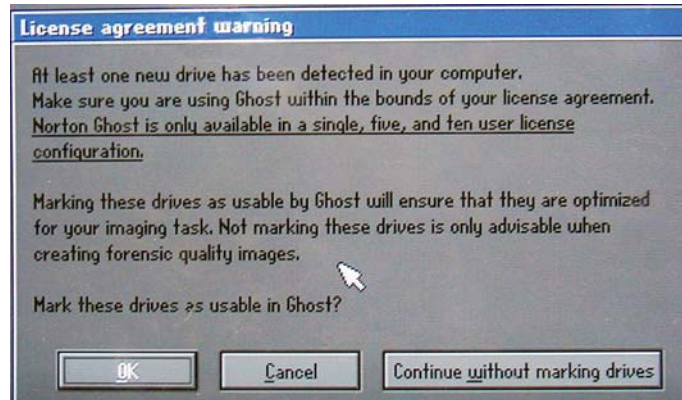 License agreement warning
At least one new drive has been detected in your computer.
Make sure you are using Ghost within the bounds of your license agreement.
Norton Ghost is only available in a single, five, and ten user license
configuration.
Marking these drives as usable by Ghost will ensure that they are optimized
for your imaging task. Not marking these drives is only advisable when
creating forensic quality images.
Mark these drives as usable in Ghost?
OK Cancel Continue without marking drives